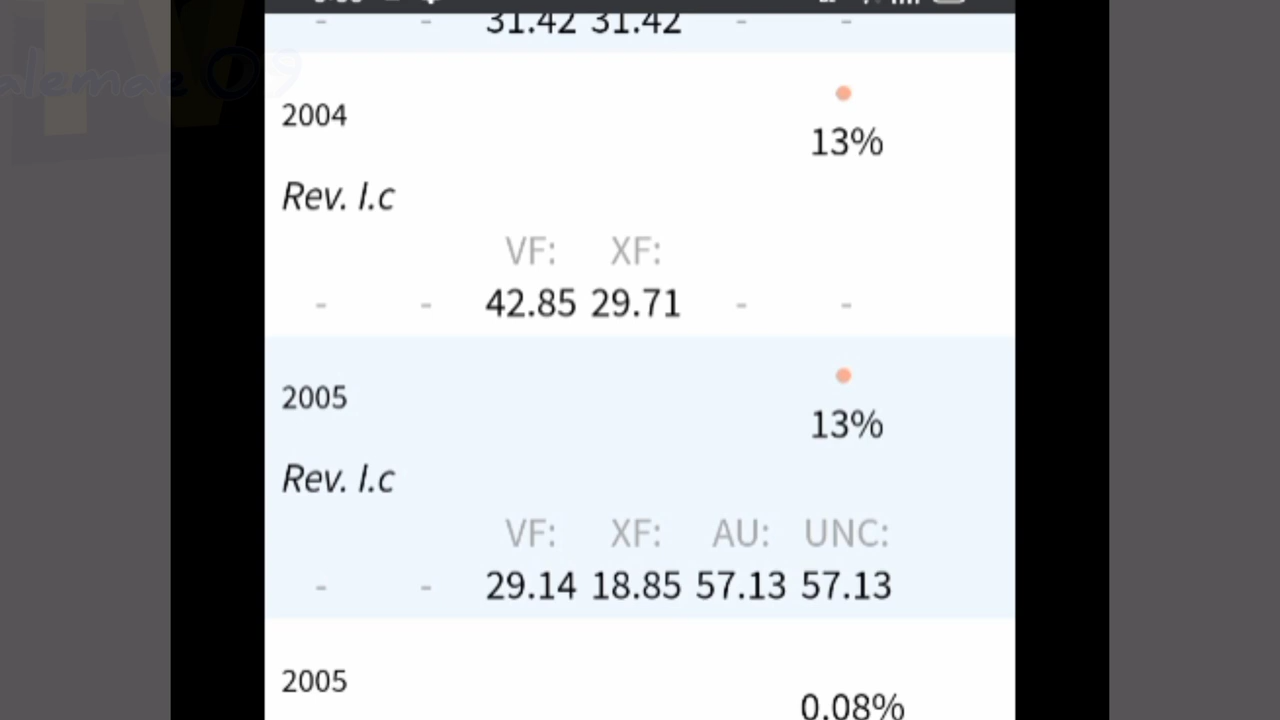 - - 31.42 31.42 - -
2004
13%
Rev. I.c
VF: XF:
- - 42.85 29.71 - -
2005
13%
Rev. I.c
VF: XF: AU: UNC:
- - 29.14 18.85 57.13 57.13
2005
0.08%